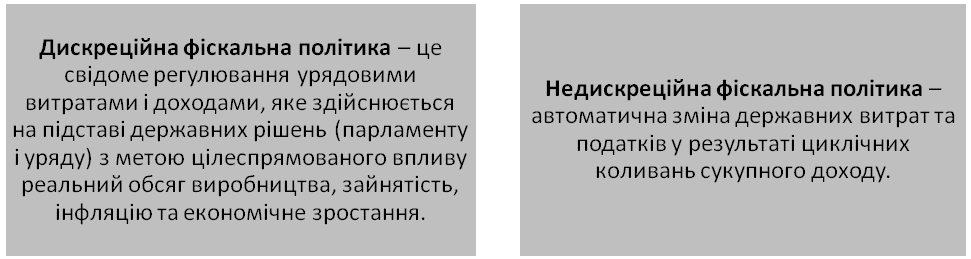 Дискреційна фіскальна політика – це
свідоме регулювання урядовими
витратами і доходами, яке здійснюється
на підставі державних рішень (парламенту
і уряду) з метою цілеспрямованого впливу
реальний обсяг виробництва, зайнятість,
інфляцію та економічне зростання.
Недискреційна фіскальна політика –
автоматична зміна державних витрат та
податків у результаті циклічних
коливань сукупного доходу.